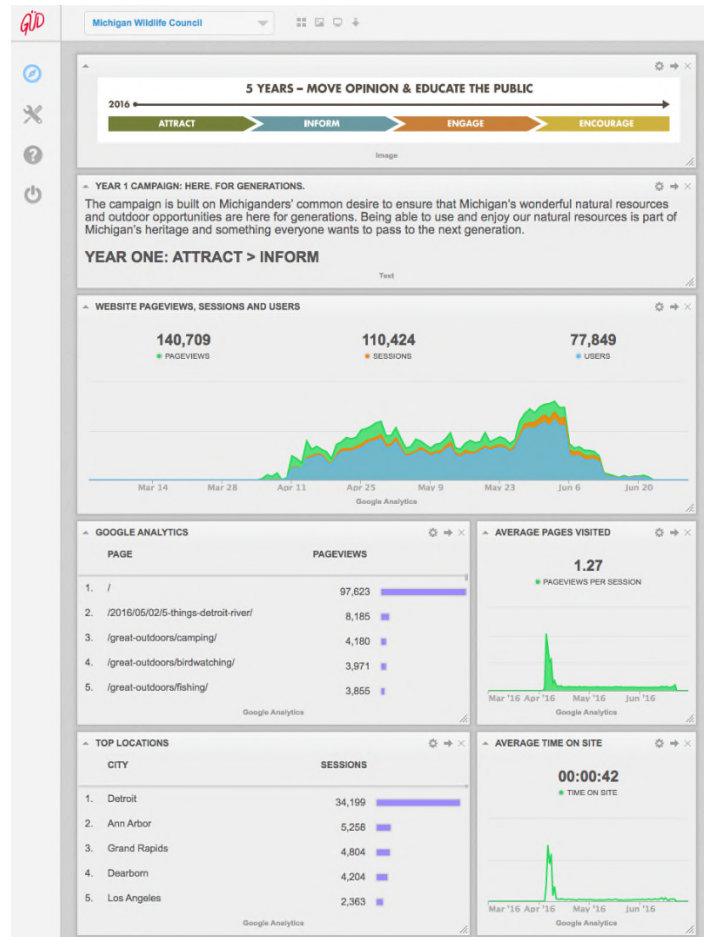 GÜD
Michigan Wildlife Council
5 YEARS – MOVE OPINION & EDUCATE THE PUBLIC
2016
ATTRACT
INFORM
ENGAGE
ENCOURAGE
Image
YEAR 1 CAMPAIGN: HERE. FOR GENERATIONS.
The campaign is built on Michiganders' common desire to ensure that Michigan's wonderful natural resources
and outdoor opportunities are here for generations. Being able to use and enjoy our natural resources is part of
Michigan's heritage and something everyone wants to pass to the next generation.
YEAR ONE: ATTRACT > INFORM
Text
WEBSITE PAGEVIEWS, SESSIONS AND USERS
140,709 110,424 77,849
PAGEVIEWS SESSIONS USERS
Mar 14 Mar 28 Apr 11 Apr 25 May 9 May 23 Jun 6 Jun 20
Google Analytics
GOOGLE ANALYTICS
PAGE PAGEVIEWS
1. / 97,623
2. /2016/05/02/5-things-detroit-river/ 8,185
3. /great-outdoors/camping/ 4,180
4. /great-outdoors/birdwatching/ 3,971
5. /great-outdoors/fishing/ 3,855
Google Analytics
AVERAGE PAGES VISITED
1.27
PAGEVIEWS PER SESSION
Mar '16 Apr '16 May '16 Jun '16
Google Analytics
TOP LOCATIONS
CITY SESSIONS
1. Detroit 34,199
2. Ann Arbor 5,258
3. Grand Rapids 4,804
4. Dearborn 4,204
5. Los Angeles 2,363
Google Analytics
AVERAGE TIME ON SITE
00:00:42
TIME ON SITE
Mar '16 Apr '16 May '16 Jun '16
Google Analytics